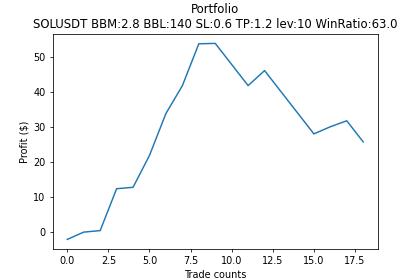 Portfolio
SOLUSDT BBM:2.8 BBL:140 SL:0.6 TP:1.2 lev:10 WinRatio:63.0
50
40
30
20
10
0
Profit ($)
0.0 2.5 5.0 7.5 10.0 12.5 15.0 17.5
Trade counts